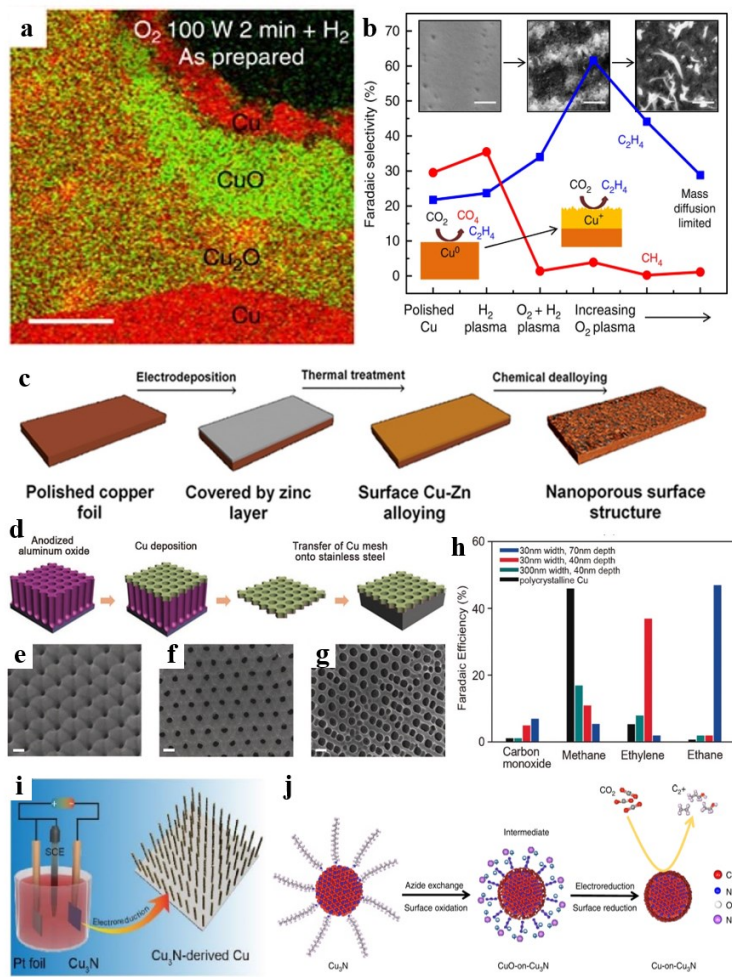 a
O₂ 100 W 2 min + H₂
As prepared
Cu
CuO
Cu₂O
Cu
b
Faradaic selectivity (%)
70
60
50
40
30
20
10
0
C₂H₄
CO₂ C₂H₄
Cu⁺
CO₂ CO₄
C₂H₄
Cu⁰
Mass
diffusion
limited
CH₄
Polished
Cu
H₂
plasma
O₂ + H₂
plasma
Increasing
O₂ plasma
c
Electrodeposition
Thermal treatment
Chemical dealloying
Polished copper
foil
Covered by zinc
layer
Surface Cu-Zn
alloying
Nanoporous surface
structure
d
Anodized
aluminum oxide
Cu deposition
Transfer of Cu mesh
onto stainless steel
e
f
g
h
30nm width, 70nm depth
30nm width, 40nm depth
300nm width, 40nm depth
polycrystalline Cu
Faradaic Efficiency (%)
60
40
20
0
Carbon
monoxide
Methane
Ethylene
Ethane
i
SCE
Pt foil
Cu₃N
Electroreduction
Cu₃N-derived Cu
j
Cu₃N
Azide exchange
Surface oxidation
Intermediate
CuO-on-Cu₃N
Electroreduction
Surface reduction
CO₂
C₂₊
Cu-on-Cu₃N
C
N
O
N